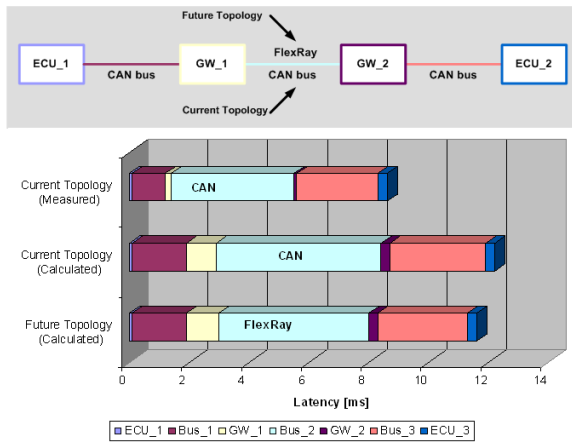 Future Topology
FlexRay
ECU_1
GW_1
GW_2
ECU_2
CAN bus
CAN bus
CAN bus
Current Topology
Current Topology
(Measured)
CAN
Current Topology
(Calculated)
CAN
Future Topology
(Calculated)
FlexRay
0 2 4 6 8 10 12 14
Latency [ms]
ECU_1 Bus_1 GW_1 Bus_2 GW_2 Bus_3 ECU_3